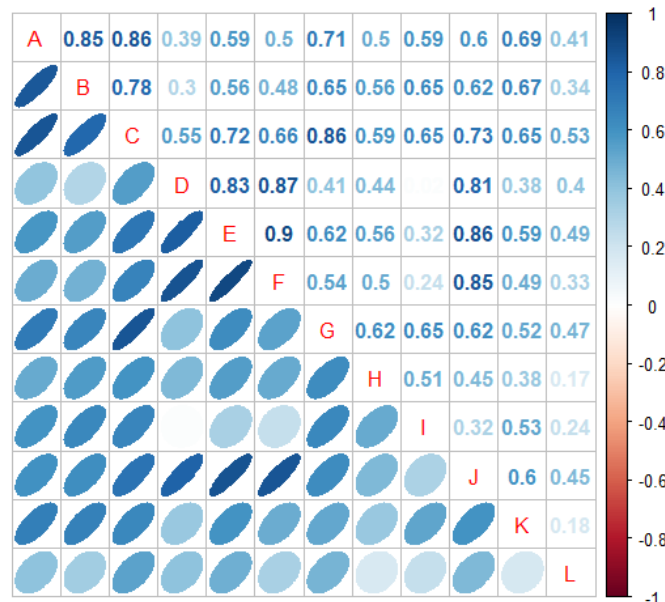 A 0.85 0.86 0.39 0.59 0.5 0.71 0.5 0.59 0.6 0.69 0.41
B 0.78 0.3 0.56 0.48 0.65 0.56 0.65 0.62 0.67 0.34
C 0.55 0.72 0.66 0.86 0.59 0.65 0.73 0.65 0.53
D 0.83 0.87 0.41 0.44 0.81 0.38 0.4
E 0.9 0.62 0.56 0.32 0.86 0.59 0.49
F 0.54 0.5 0.24 0.85 0.49 0.33
G 0.62 0.65 0.62 0.52 0.47
H 0.51 0.45 0.38 0.17
I 0.32 0.53 0.24
J 0.6 0.45
K 0.18
L
1
0.8
0.6
0.4
0.2
0
-0.2
-0.4
-0.6
-0.8
-1